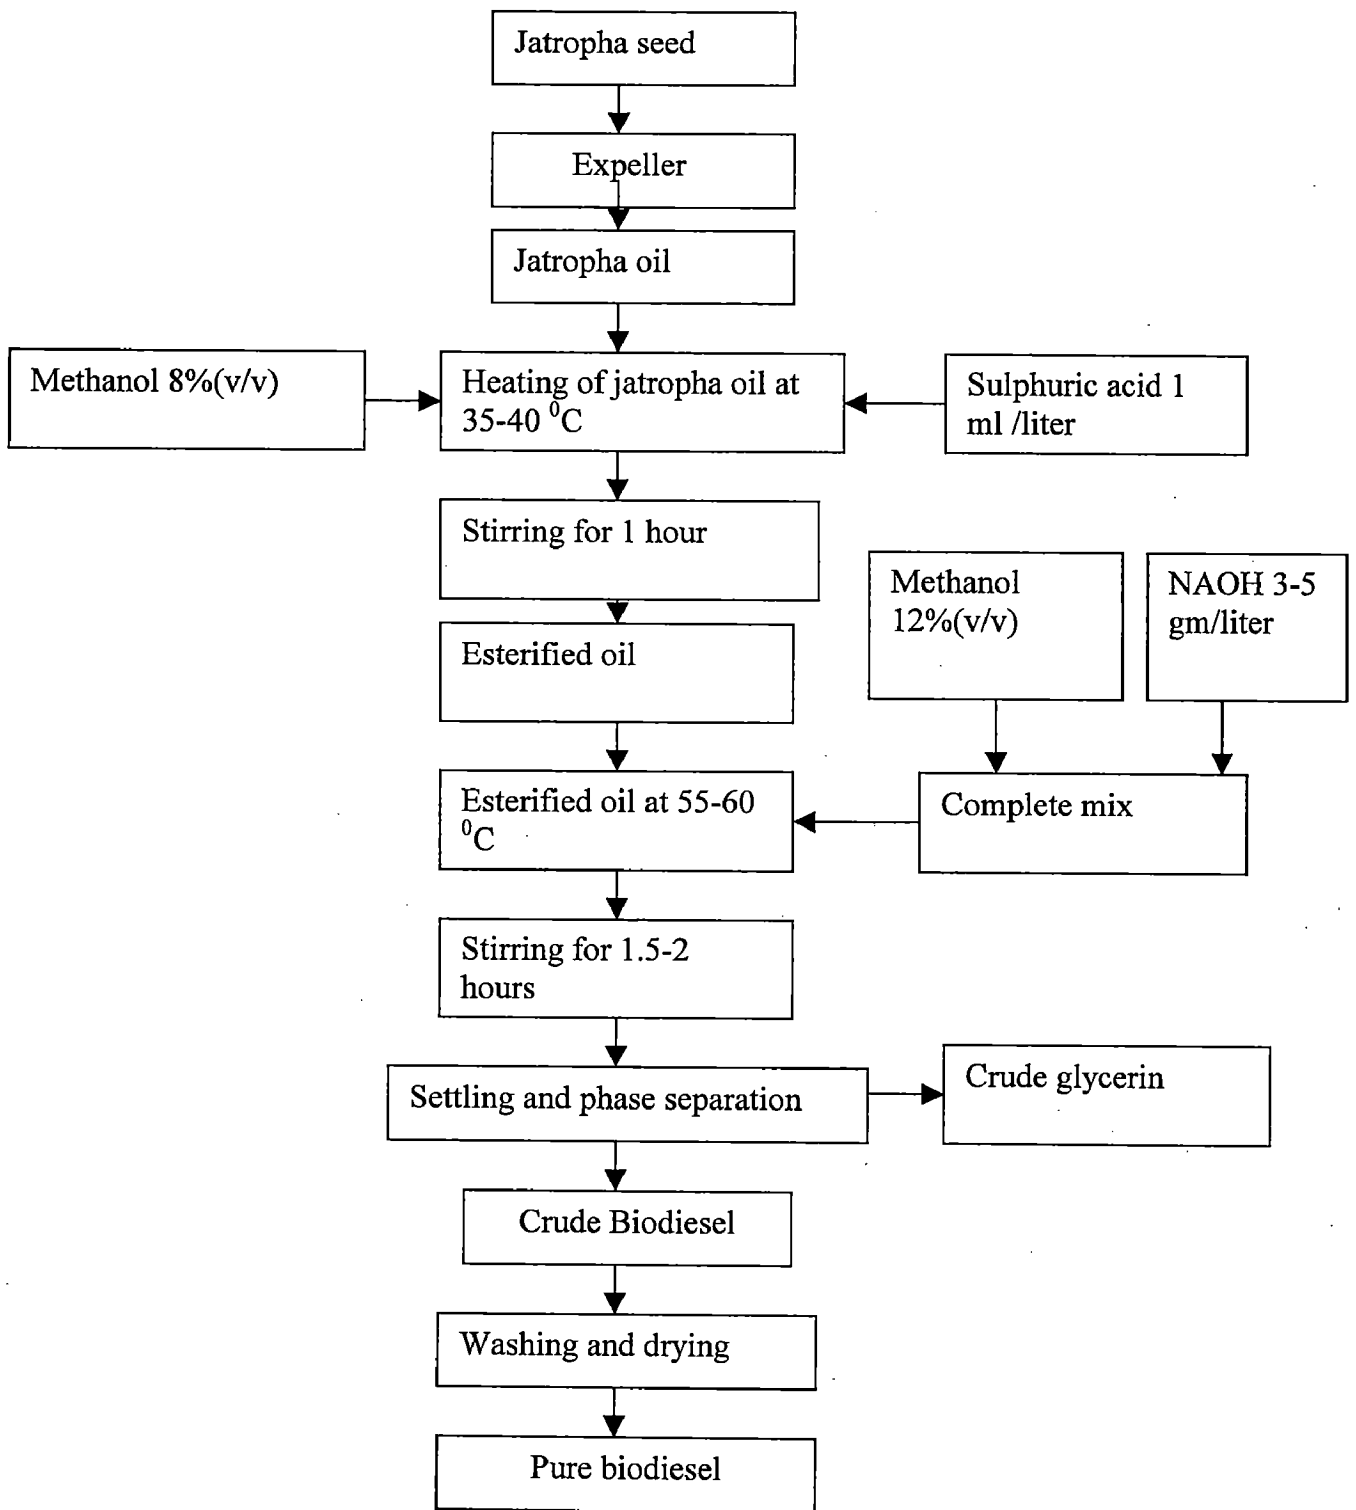 Jatropha seed
Expeller
Jatropha oil
Methanol 8%(v/v)
Heating of jatropha oil at
35-40 ⁰C
Sulphuric acid 1
ml /liter
Stirring for 1 hour
Methanol
12%(v/v)
NAOH 3-5
gm/liter
Esterified oil
Esterified oil at 55-60
⁰C
Complete mix
Stirring for 1.5-2
hours
Settling and phase separation
Crude glycerin
Crude Biodiesel
Washing and drying
Pure biodiesel